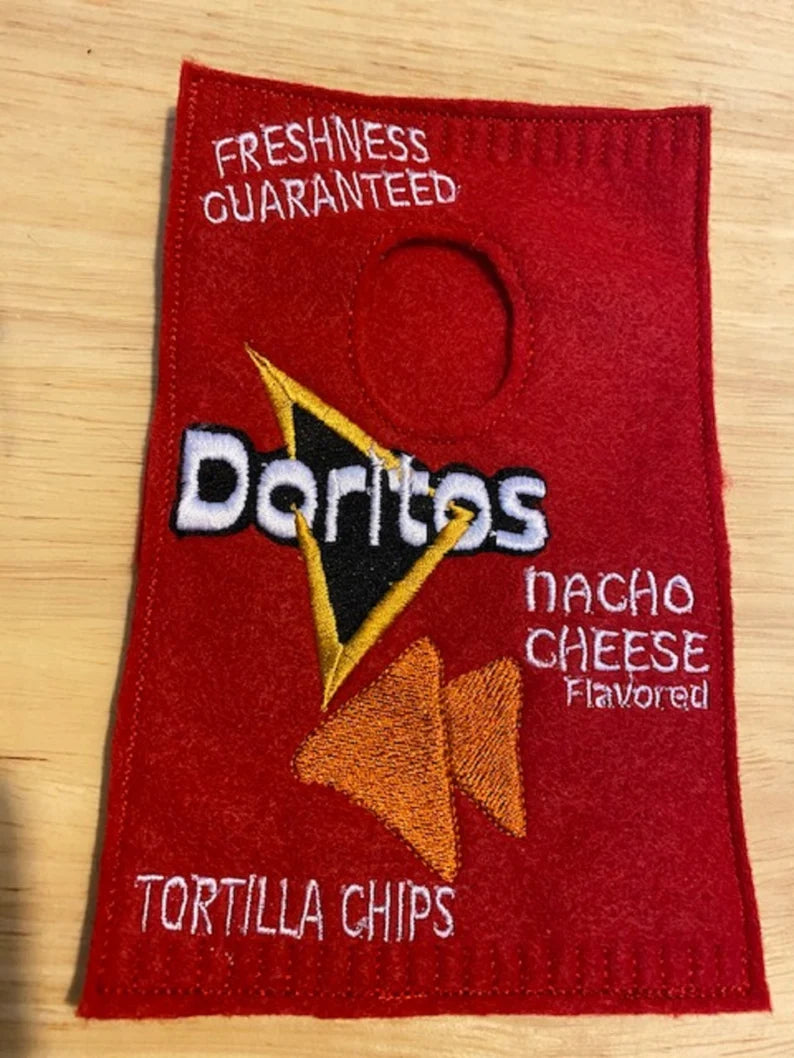 FRESHNESS
GUARANTEED
Doritos
NACHO
CHEESE
Flavored
TORTILLA CHIPS